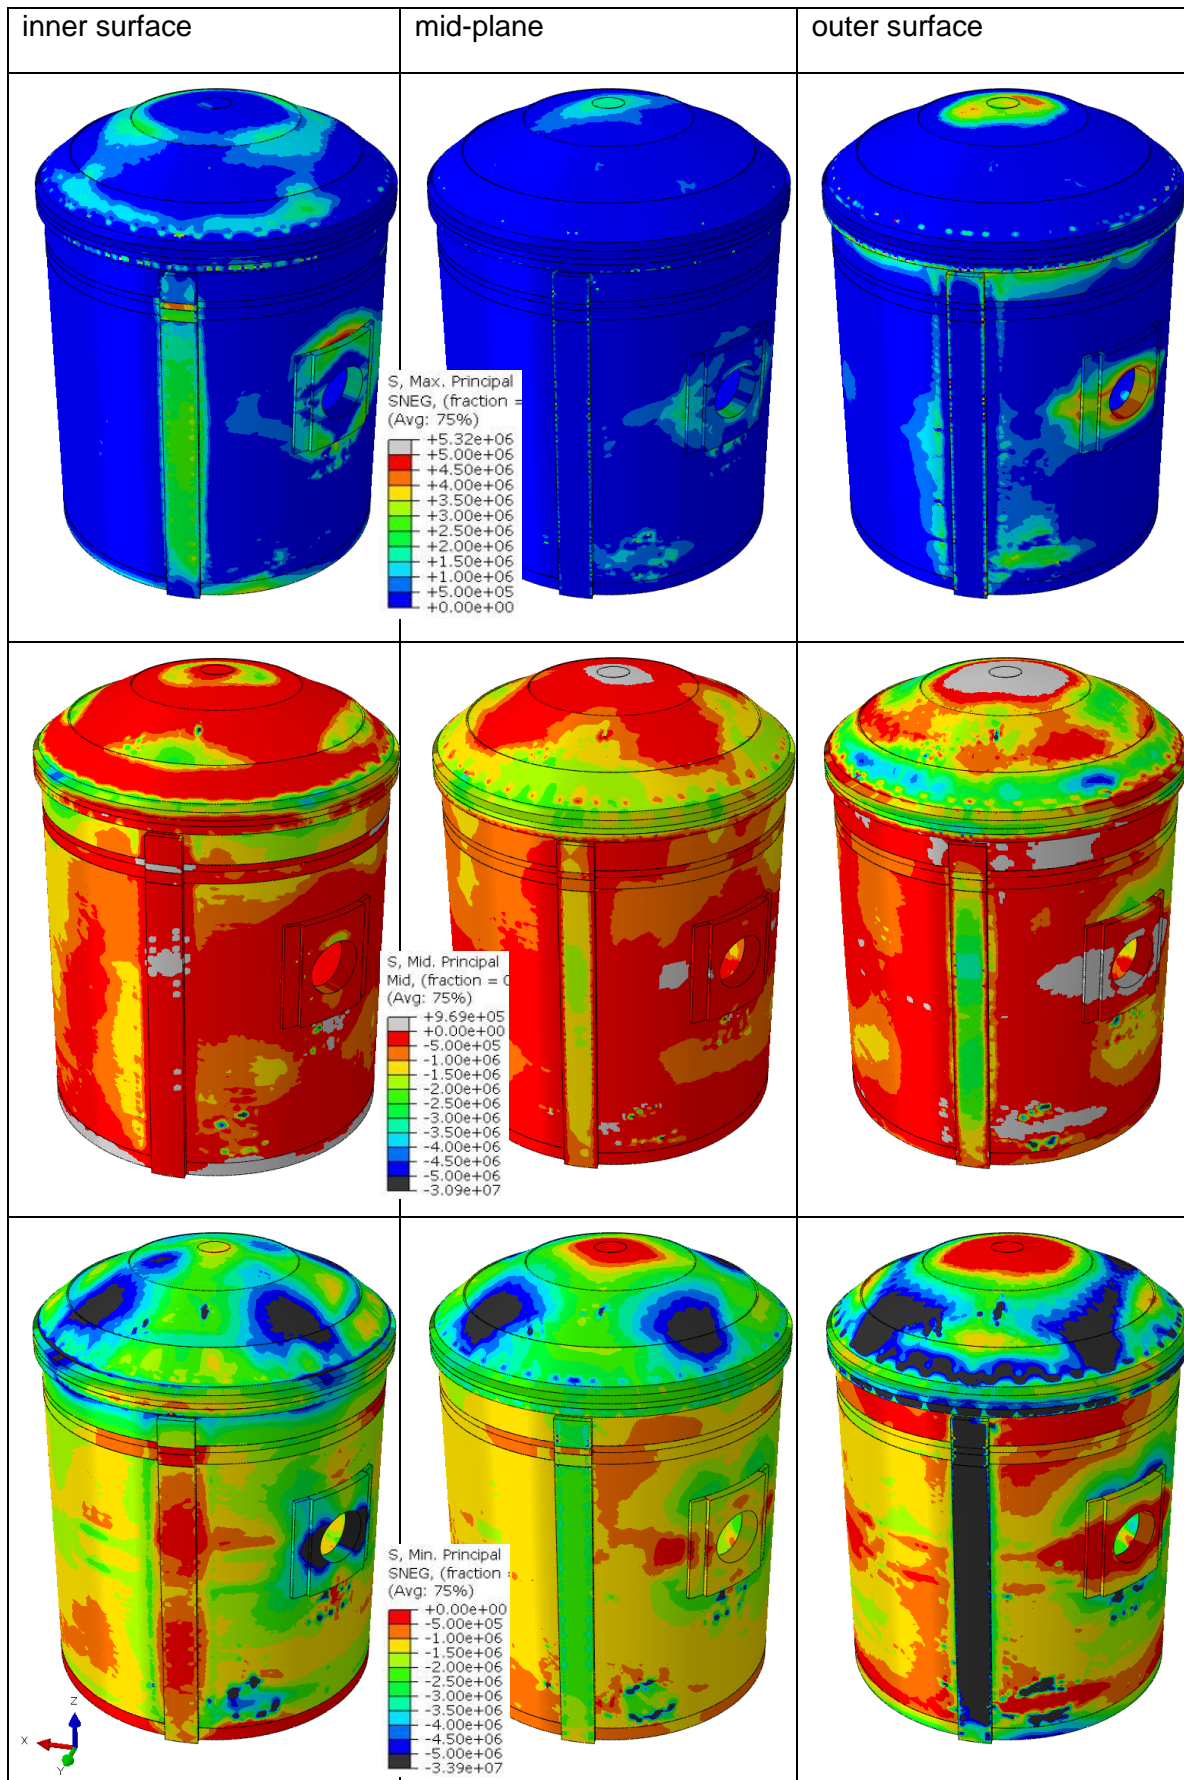 inner surface
mid-plane
outer surface
S, Max. Principal
SNEG, (fraction =
(Avg: 75%)
+5.32e+06
+5.00e+06
+4.50e+06
+4.00e+06
+3.50e+06
+3.00e+06
+2.50e+06
+2.00e+06
+1.50e+06
+1.00e+06
+5.00e+05
+0.00e+00
S, Mid. Principal
Mid, (fraction = 0
(Avg: 75%)
+9.69e+05
+0.00e+00
-5.00e+05
-1.00e+06
-1.50e+06
-2.00e+06
-2.50e+06
-3.00e+06
-3.50e+06
-4.00e+06
-4.50e+06
-5.00e+06
-3.09e+07
S, Min. Principal
SNEG, (fraction =
(Avg: 75%)
+0.00e+00
-5.00e+05
-1.00e+06
-1.50e+06
-2.00e+06
-2.50e+06
-3.00e+06
-3.50e+06
-4.00e+06
-4.50e+06
-5.00e+06
-3.39e+07
Z
X
Y